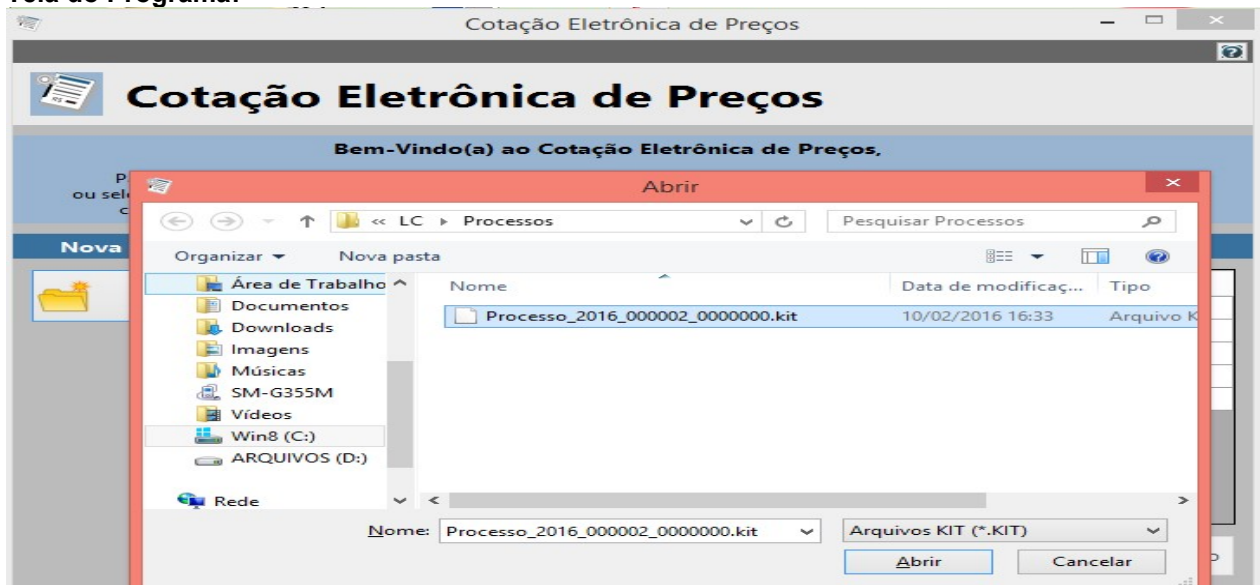 Tela do Programa:
Cotação Eletrônica de Preços
Cotação Eletrônica de Preços
Bem-Vindo(a) ao Cotação Eletrônica de Preços,
Abrir
« LC Processos
Pesquisar Processos
Nova
Organizar
Nova pasta
Nome
Data de modificaç...
Tipo
Área de Trabalho
Documentos
Downloads
Imagens
Músicas
SM-G355M
Vídeos
Win8 (C:)
ARQUIVOS (D:)
Rede
Processo_2016_000002_0000000.kit
10/02/2016 16:33
Arquivo K
Nome:
Processo_2016_000002_0000000.kit
Arquivos KIT (*.KIT)
Abrir
Cancelar